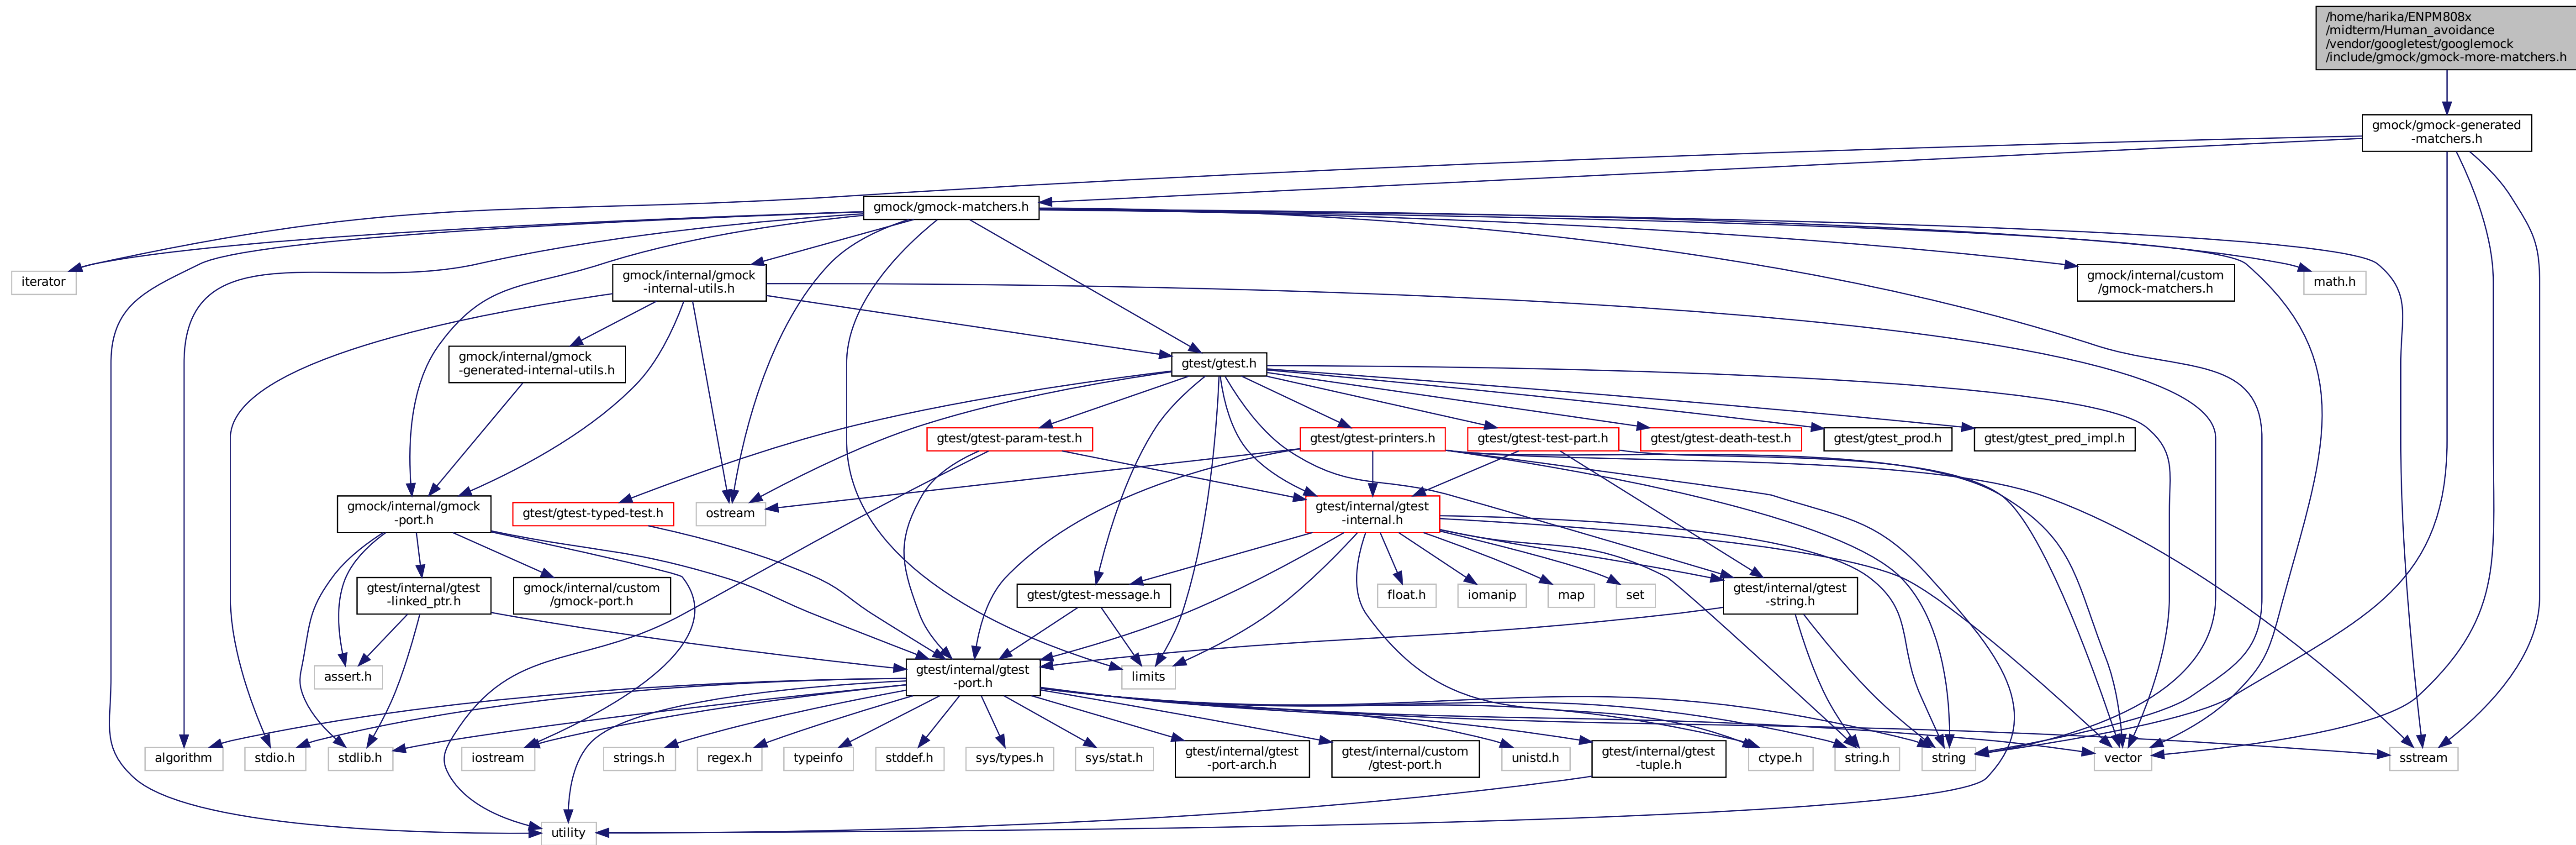 /home/harika/ENPM808x
/midterm/Human_avoidance
/vendor/googletest/googlemock
/include/gmock/gmock-more-matchers.h
gmock/gmock-generated
-matchers.h
gmock/gmock-matchers.h
iterator
gmock/internal/gmock
-internal-utils.h
gmock/internal/custom
/gmock-matchers.h
math.h
gmock/internal/gmock
-generated-internal-utils.h
gtest/gtest.h
gtest/gtest-param-test.h
gtest/gtest-printers.h
gtest/gtest-test-part.h
gtest/gtest-death-test.h
gtest/gtest_prod.h
gtest/gtest_pred_impl.h
gmock/internal/gmock
-port.h
gtest/gtest-typed-test.h
ostream
gtest/internal/gtest
-internal.h
gtest/internal/gtest
-linked_ptr.h
gmock/internal/custom
/gmock-port.h
gtest/gtest-message.h
float.h
iomanip
map
set
gtest/internal/gtest
-string.h
assert.h
gtest/internal/gtest
-port.h
limits
algorithm
stdio.h
stdlib.h
iostream
strings.h
regex.h
typeinfo
stddef.h
sys/types.h
sys/stat.h
gtest/internal/gtest
-port-arch.h
gtest/internal/custom
/gtest-port.h
unistd.h
gtest/internal/gtest
-tuple.h
ctype.h
string.h
string
vector
sstream
utility